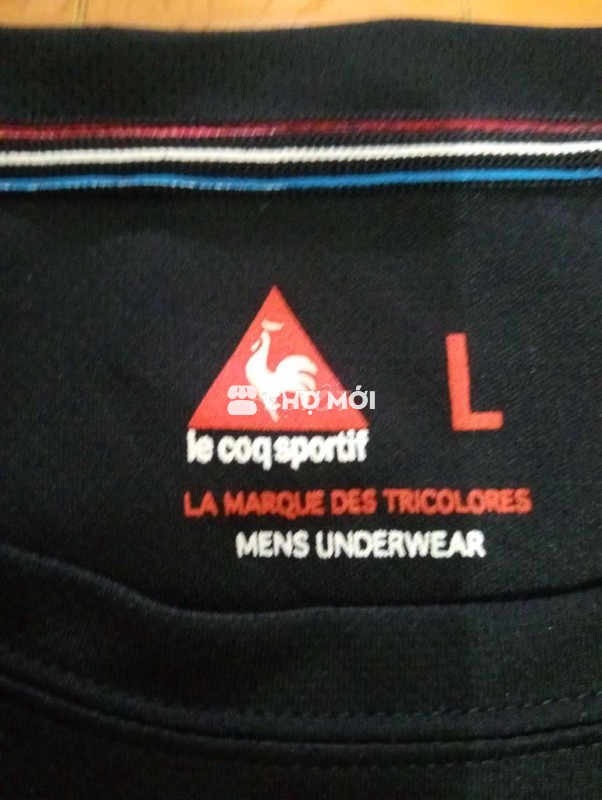 L
CHỢ MỚI
le coq sportif
LA MARQUE DES TRICOLORES
MENS UNDERWEAR